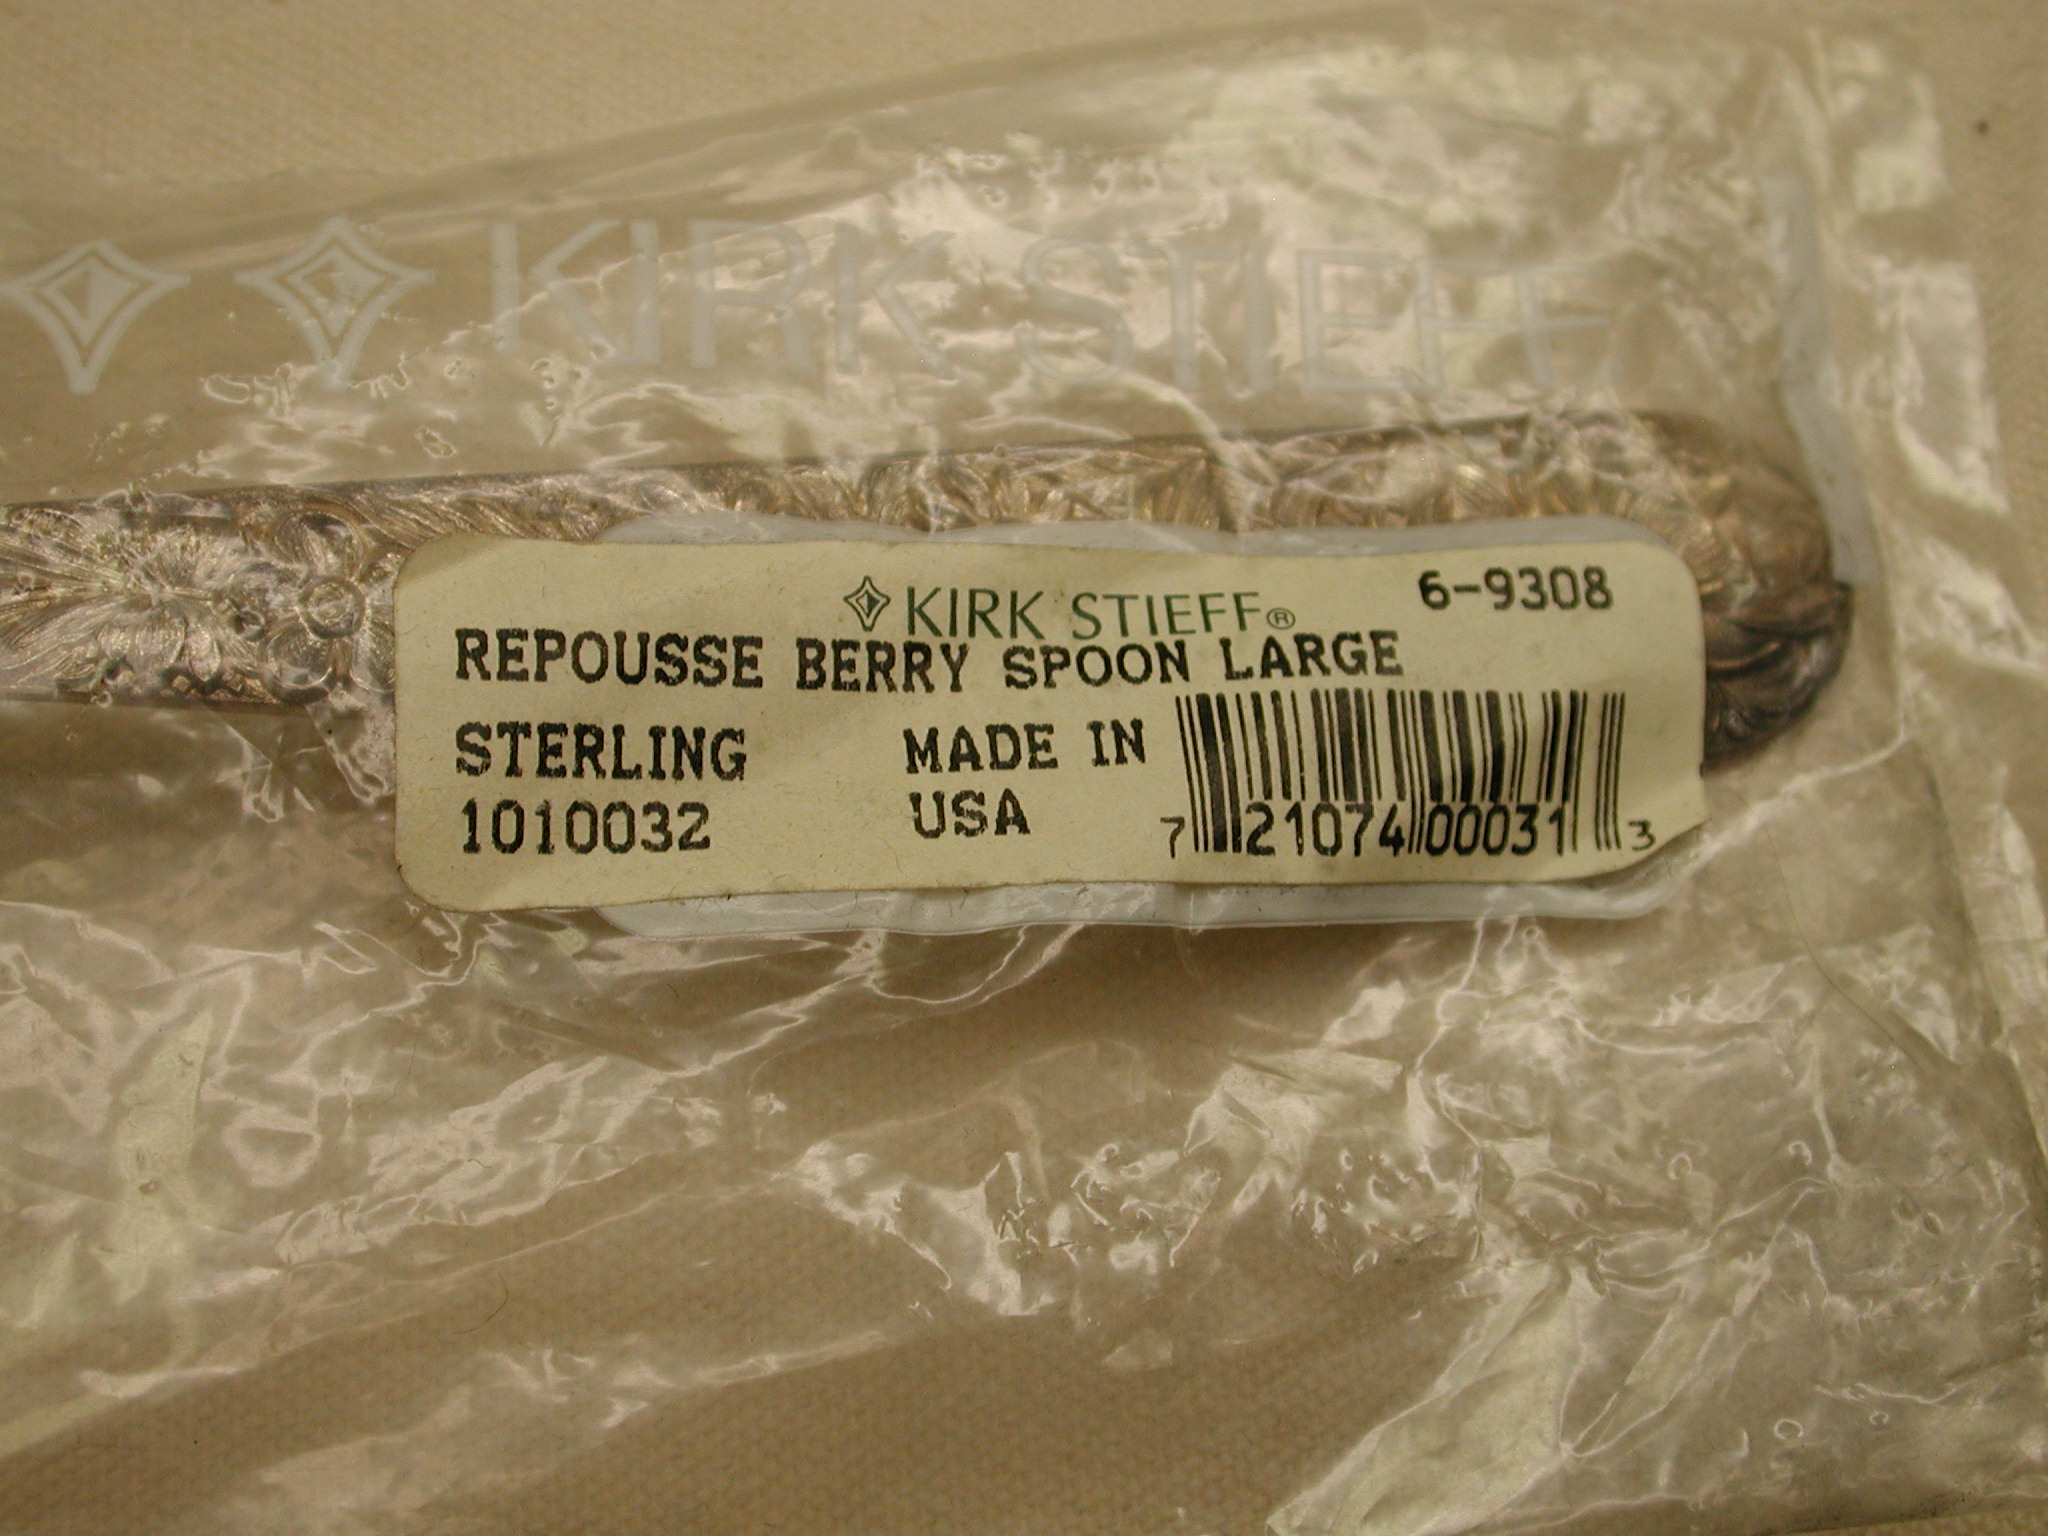 KIRK STIEFF
KIRK STIEFF® 6-9308
REPOUSSE BERRY SPOON LARGE
STERLING MADE IN
1010032 USA
7 21074 00031 3